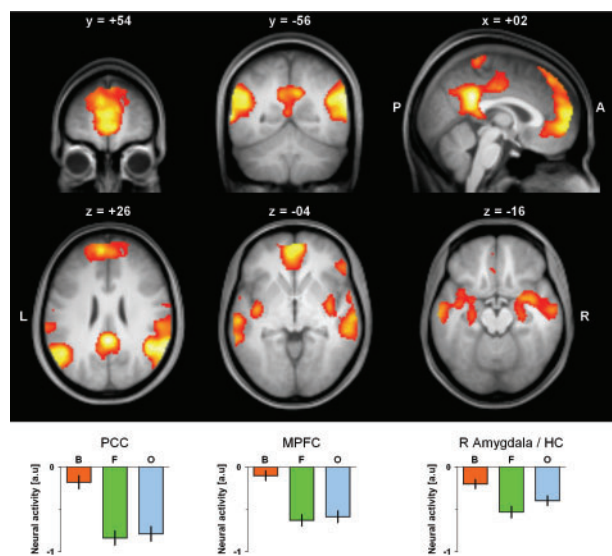 y = +54 y = -56 x = +02
P A
z = +26 z = -04 z = -16
L R
PCC MPFC R Amygdala / HC
B F O B F O B F O
0 0 0
Neural activity [a.u] Neural activity [a.u] Neural activity [a.u]
-1 -1 -1